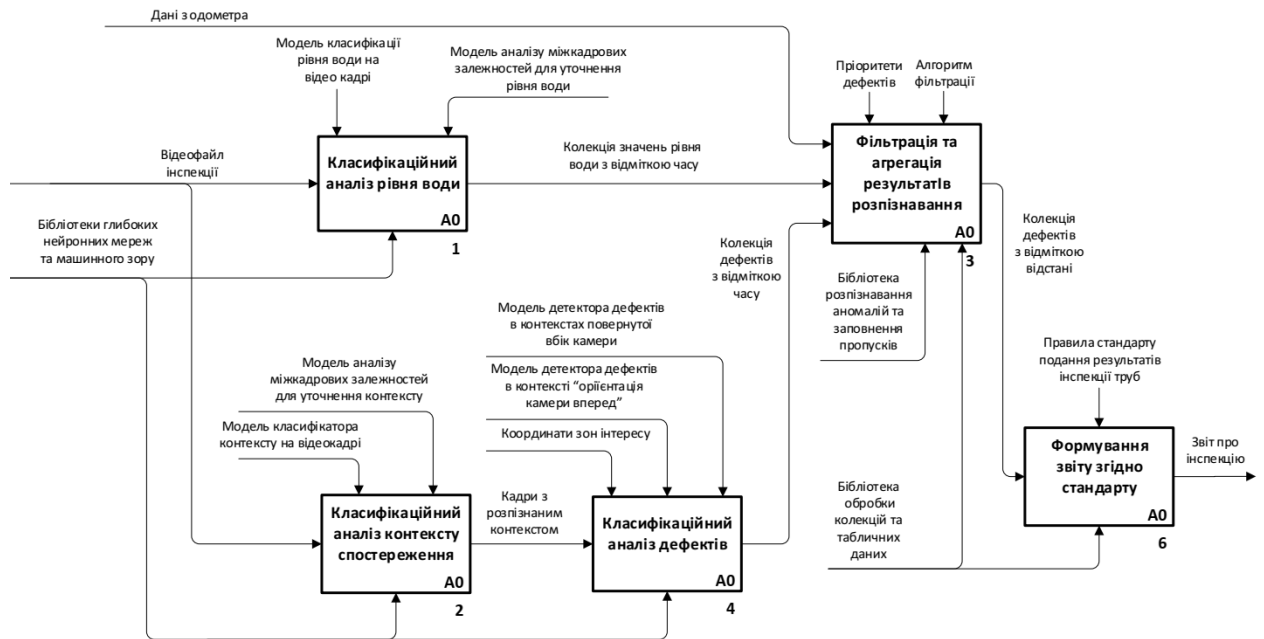 Дані з одометра
Модель класифікації
рівня води на
відео кадрі
Модель аналізу міжкадрових
залежностей для уточнення
рівня води
Пріоритети
дефектів
Алгоритм
фільтрації
Відеофайл
інспекції
Класифікаційний
аналіз рівня води
A0
1
Колекція значень рівня
води з відміткою часу
Фільтрація та
агрегація
результатів
розпізнавання
A0
3
Бібліотеки глибоких
нейронних мереж
та машинного зору
Колекція
дефектів
з відміткою
часу
Колекція
дефектів
з відміткою
відстані
Бібліотека
розпізнавання
аномалій та
заповнення
пропусків
Модель детектора дефектів
в контекстах повернутої
вбік камери
Модель детектора дефектів
в контексті “оріїєнтація
камери вперед”
Координати зон інтересу
Модель аналізу
міжкадрових залежностей
для уточнення контексту
Модель класифікатора
контексту на відеокадрі
Правила стандарту
подання результатів
інспекції труб
Класифікаційний
аналіз контексту
спостереження
A0
2
Кадри з
розпізнаним
контекстом
Класифікаційний
аналіз дефектів
A0
4
Бібліотека
обробки
колекцій та
табличних
даних
Формування
звіту згідно
стандарту
A0
6
Звіт про
інспекцію